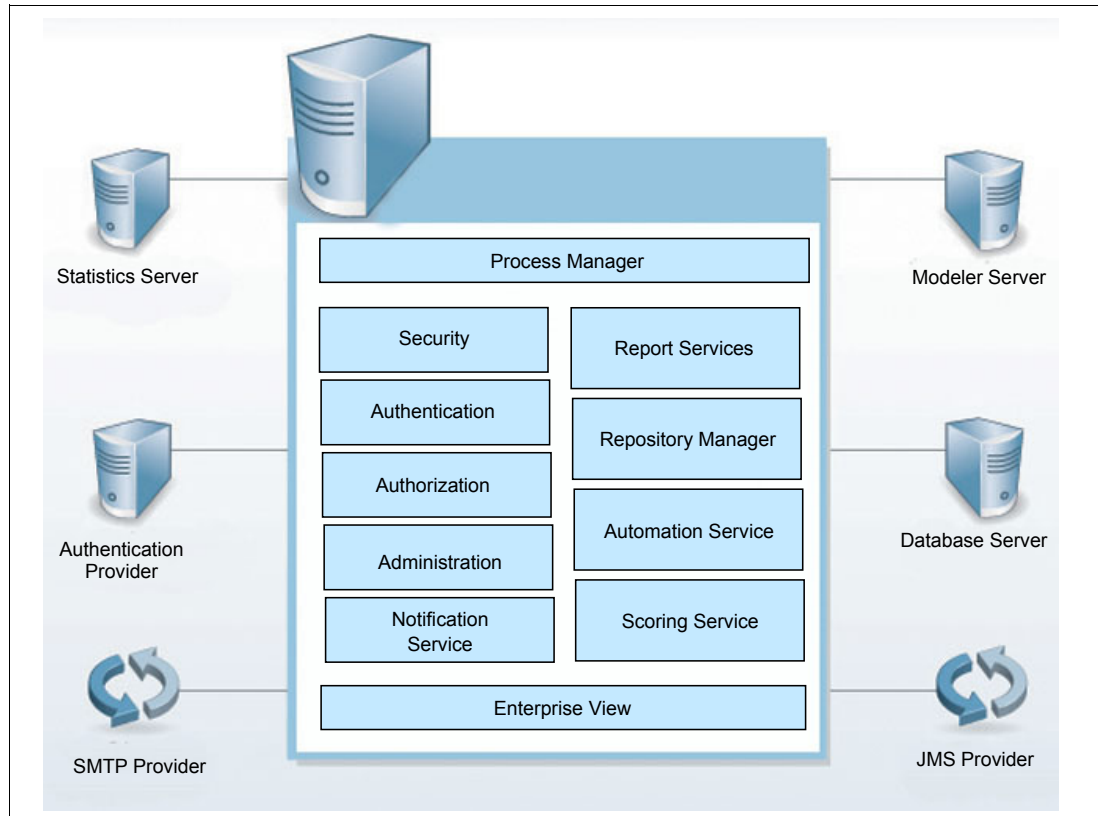 Process Manager
Statistics Server
Modeler Server
Security
Report Services
Authentication
Repository Manager
Authorization
Automation Service
Authentication
Provider
Database Server
Administration
Notification
Service
Scoring Service
Enterprise View
SMTP Provider
JMS Provider